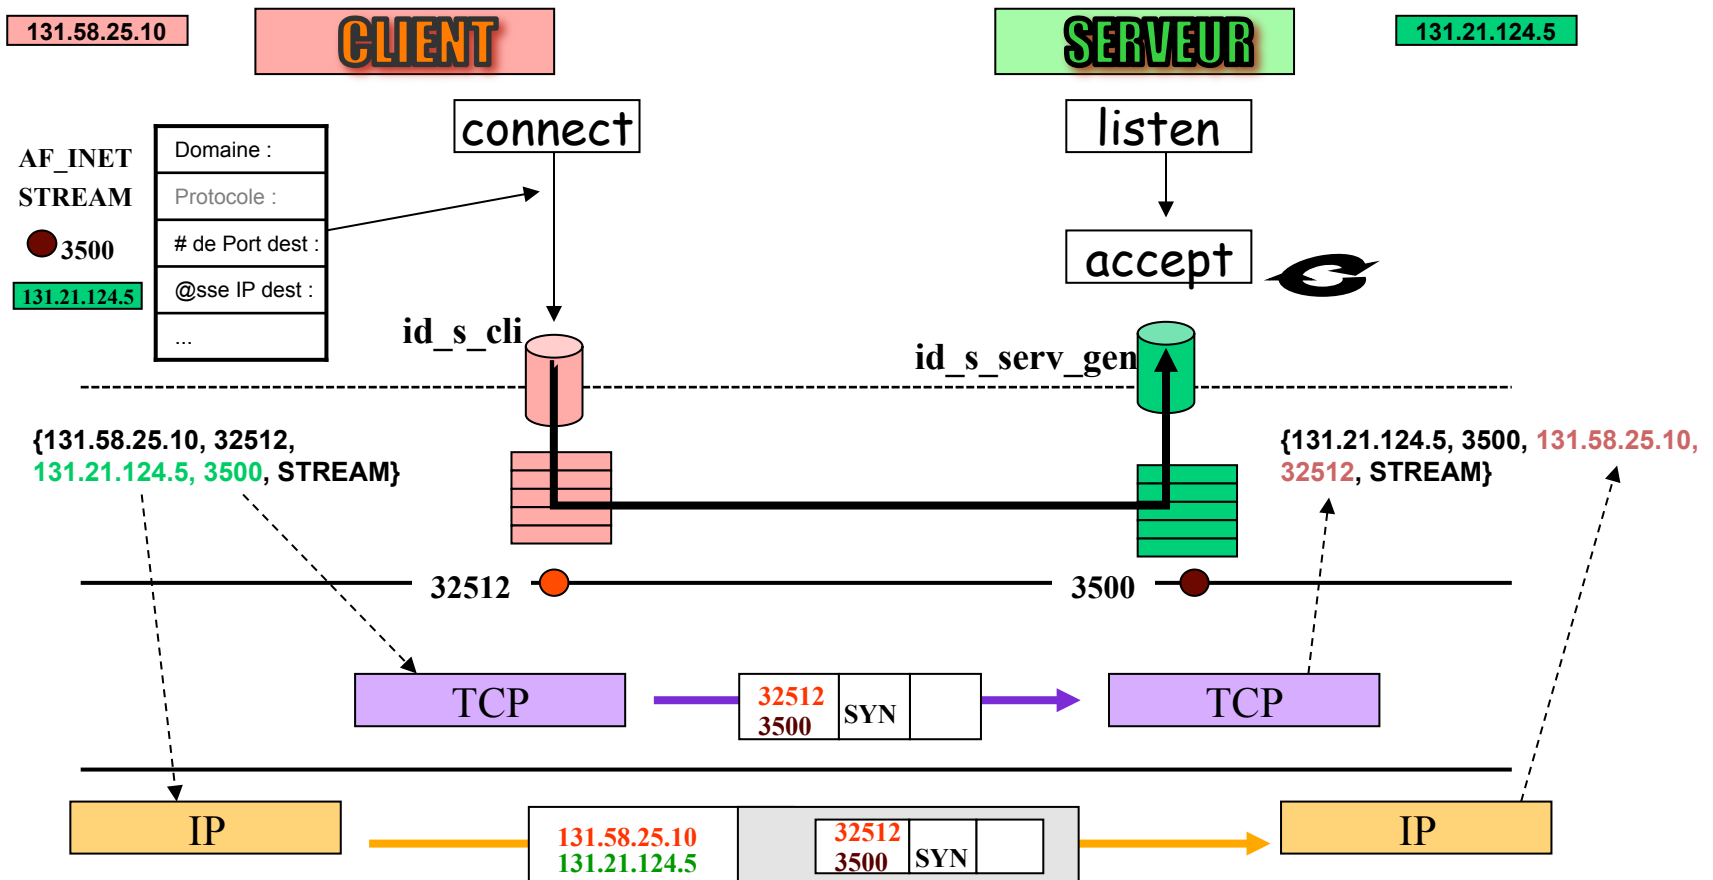 131.58.25.10
CLIENT
SERVEUR
131.21.124.5
connect
listen
AF_INET
Domaine :
STREAM
Protocole :
3500
# de Port dest :
accept
131.21.124.5
@sse IP dest :
...
id_s_cli
id_s_serv_gen
{131.58.25.10, 32512,
131.21.124.5, 3500, STREAM}
{131.21.124.5, 3500, 131.58.25.10,
32512, STREAM}
32512
3500
TCP
32512
3500
SYN
TCP
IP
131.58.25.10
131.21.124.5
32512
3500
SYN
IP